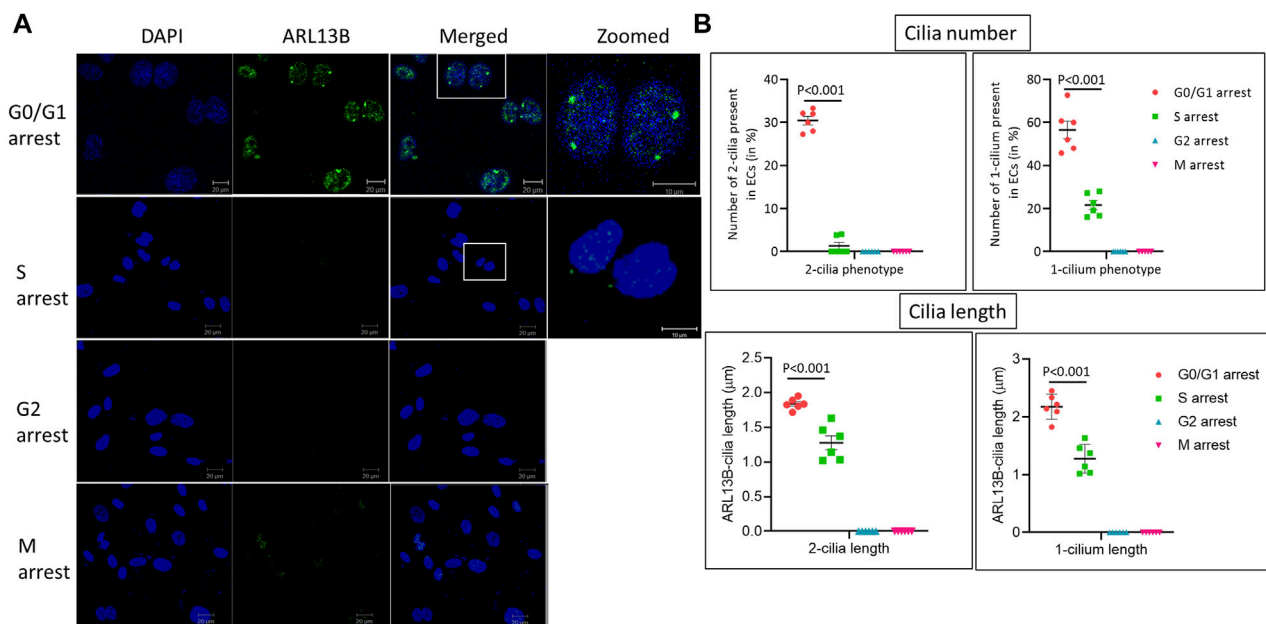 A
DAPI
ARL13B
Merged
Zoomed
G0/G1
arrest
20 µm
20 µm
20 µm
10 µm
S
arrest
20 µm
20 µm
20 µm
10 µm
G2
arrest
20 µm
20 µm
20 µm
M
arrest
20 µm
20 µm
20 µm
B
Cilia number
Number of 2-cilia present
in ECs (in %)
40
30
20
10
0
P<0.001
2-cilia phenotype
Number of 1-cilium present
in ECs (in %)
80
60
40
20
0
P<0.001
1-cilium phenotype
G0/G1 arrest
S arrest
G2 arrest
M arrest
Cilia length
ARL13B-cilia length (µm)
2.5
2.0
1.5
1.0
0.5
0.0
P<0.001
2-cilia length
ARL13B-cilia length (µm)
3
2
1
0
P<0.001
1-cilium length
G0/G1 arrest
S arrest
G2 arrest
M arrest